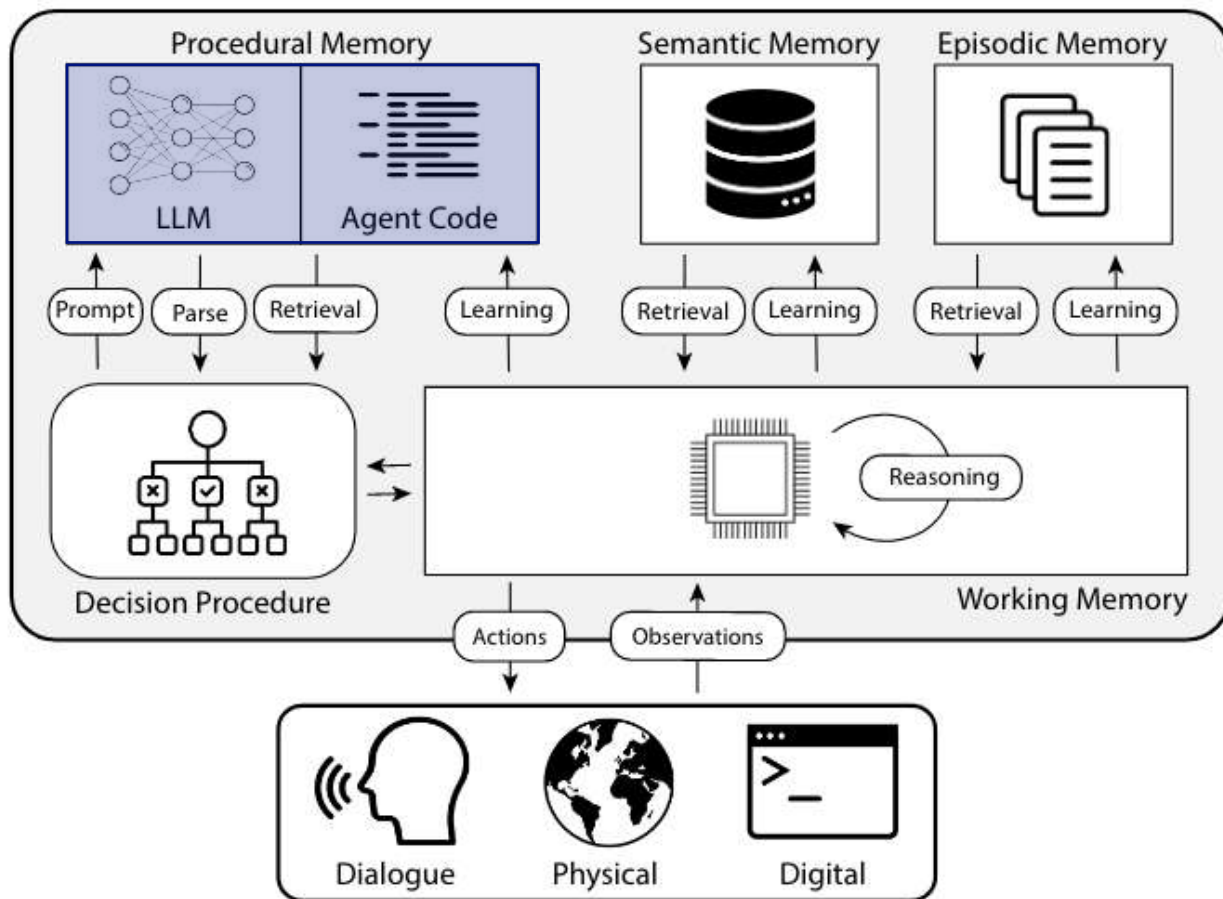 Procedural Memory
Semantic Memory
Episodic Memory
LLM
Agent Code
Prompt
Parse
Retrieval
Learning
Retrieval
Learning
Retrieval
Learning
Reasoning
Decision Procedure
Working Memory
Actions
Observations
>_
Dialogue
Physical
Digital